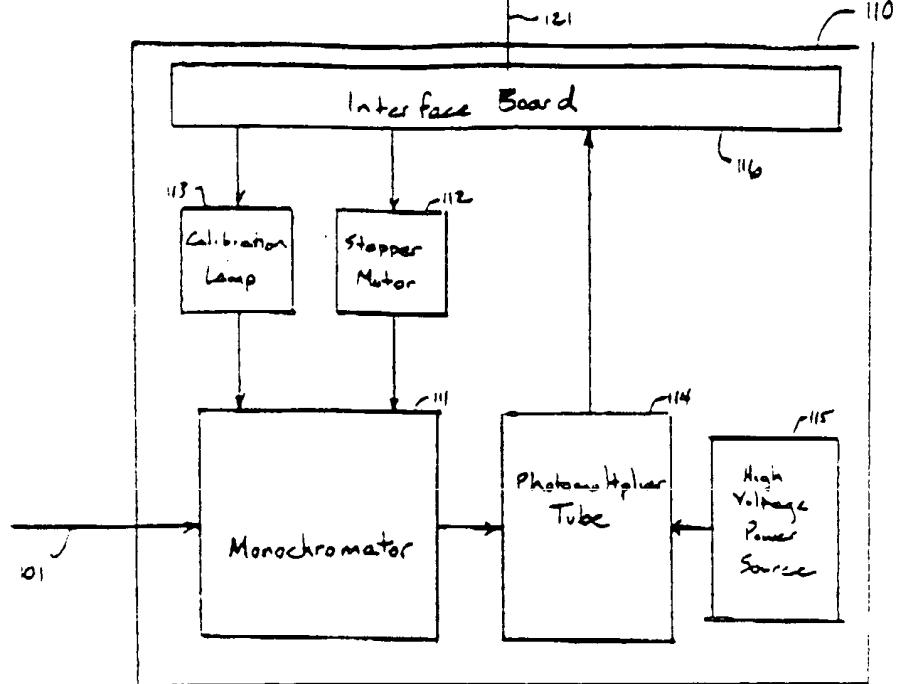 121
110
Interface Board
116
113
Calibration
Lamp
112
Stepper
Motor
111
Monochromator
114
Photomultplier
Tube
115
High
Voltage
Power
Source
101